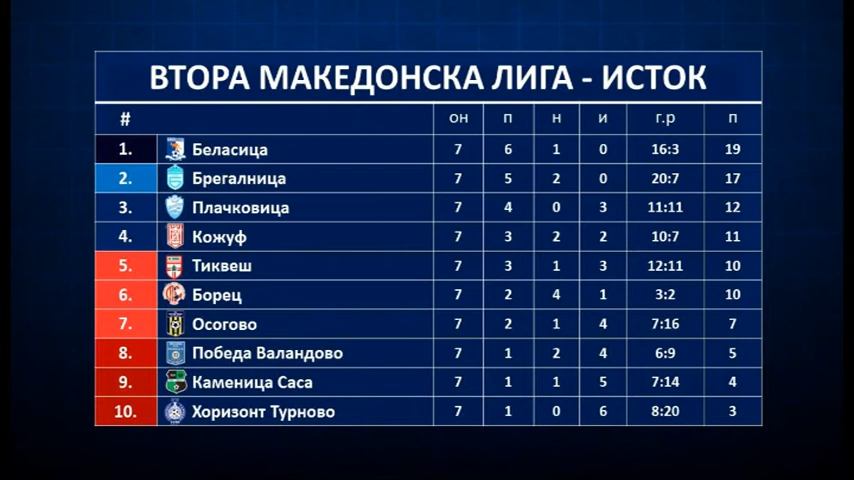 ВТОРА МАКЕДОНСКА ЛИГА - ИСТОК
# он п н и г.р п
1. Беласица 7 6 1 0 16:3 19
2. Брегалница 7 5 2 0 20:7 17
3. Плачковица 7 4 0 3 11:11 12
4. Кожуф 7 3 2 2 10:7 11
5. Тиквеш 7 3 1 3 12:11 10
6. Борец 7 2 4 1 3:2 10
7. Осогово 7 2 1 4 7:16 7
8. Победа Валандово 7 1 2 4 6:9 5
9. Каменица Саса 7 1 1 5 7:14 4
10. Хоризонт Турново 7 1 0 6 8:20 3